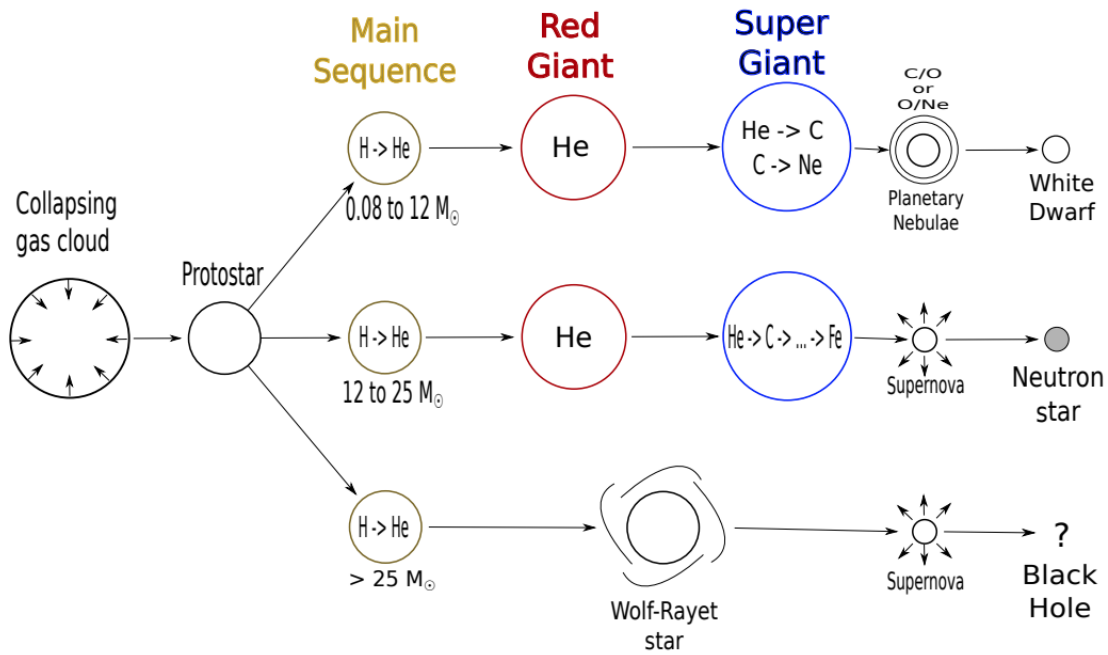 Main
Sequence
Red
Giant
Super
Giant
Collapsing
gas cloud
Protostar
H -> He
0.08 to 12 M☉
He
He -> C
C -> Ne
C/O
or
O/Ne
Planetary
Nebulae
White
Dwarf
H -> He
12 to 25 M☉
He
He -> C -> ... -> Fe
Supernova
Neutron
star
H -> He
> 25 M☉
Wolf-Rayet
star
Supernova
?
Black
Hole